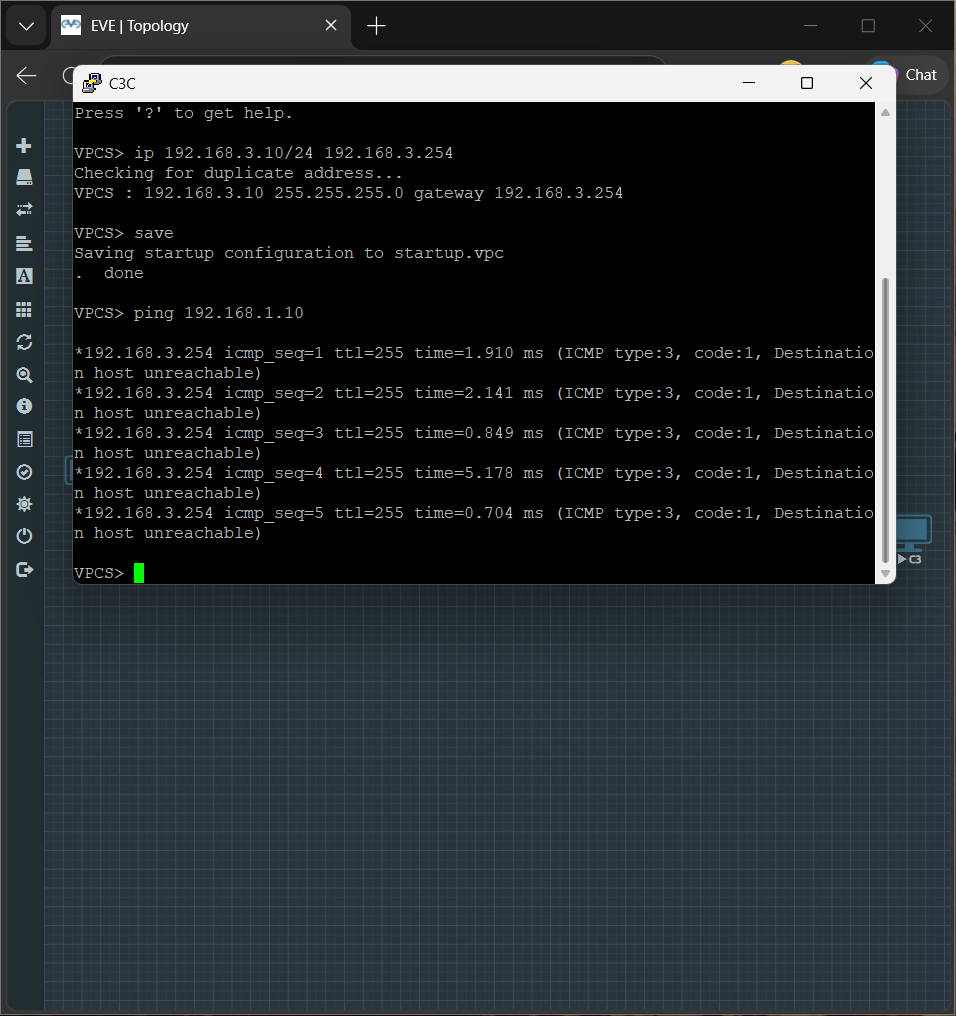 EVE | Topology
Chat
C3C
Press '?' to get help.
VPCS> ip 192.168.3.10/24 192.168.3.254
Checking for duplicate address...
VPCS : 192.168.3.10 255.255.255.0 gateway 192.168.3.254
VPCS> save
Saving startup configuration to startup.vpc
.  done
VPCS> ping 192.168.1.10
*192.168.3.254 icmp_seq=1 ttl=255 time=1.910 ms (ICMP type:3, code:1, Destinatio
n host unreachable)
*192.168.3.254 icmp_seq=2 ttl=255 time=2.141 ms (ICMP type:3, code:1, Destinatio
n host unreachable)
*192.168.3.254 icmp_seq=3 ttl=255 time=0.849 ms (ICMP type:3, code:1, Destinatio
n host unreachable)
*192.168.3.254 icmp_seq=4 ttl=255 time=5.178 ms (ICMP type:3, code:1, Destinatio
n host unreachable)
*192.168.3.254 icmp_seq=5 ttl=255 time=0.704 ms (ICMP type:3, code:1, Destinatio
n host unreachable)
VPCS>
C3